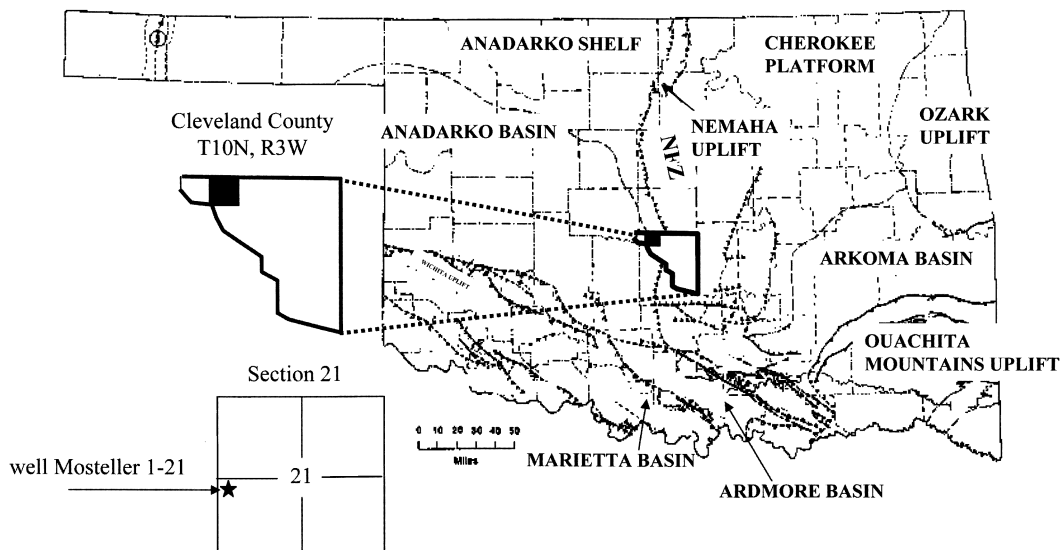 ANADARKO SHELF
CHEROKEE
PLATFORM
Cleveland County
T10N, R3W
ANADARKO BASIN
NEMAHA
UPLIFT
OZARK
UPLIFT
NFZ
WICHITA UPLIFT
ARKOMA BASIN
OUACHITA
MOUNTAINS UPLIFT
Section 21
0 10 20 30 40 50
Miles
well Mosteller 1-21
21
MARIETTA BASIN
ARDMORE BASIN